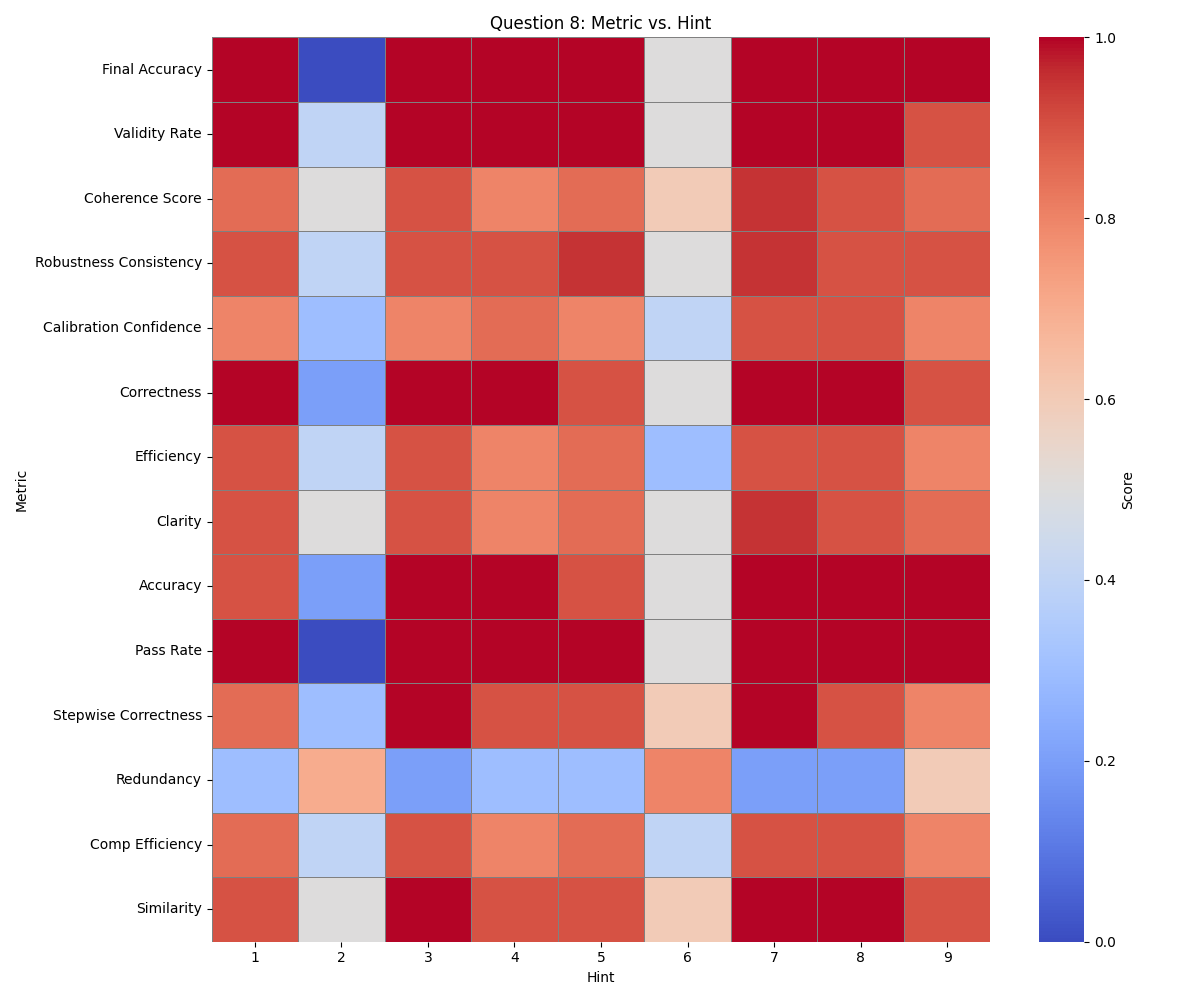 Question 8: Metric vs. Hint
Final Accuracy
Validity Rate
Coherence Score
Robustness Consistency
Calibration Confidence
Correctness
Efficiency
Clarity
Accuracy
Pass Rate
Stepwise Correctness
Redundancy
Comp Efficiency
Similarity
Metric
1 2 3 4 5 6 7 8 9
Hint
1.0
0.8
0.6
0.4
0.2
0.0
Score